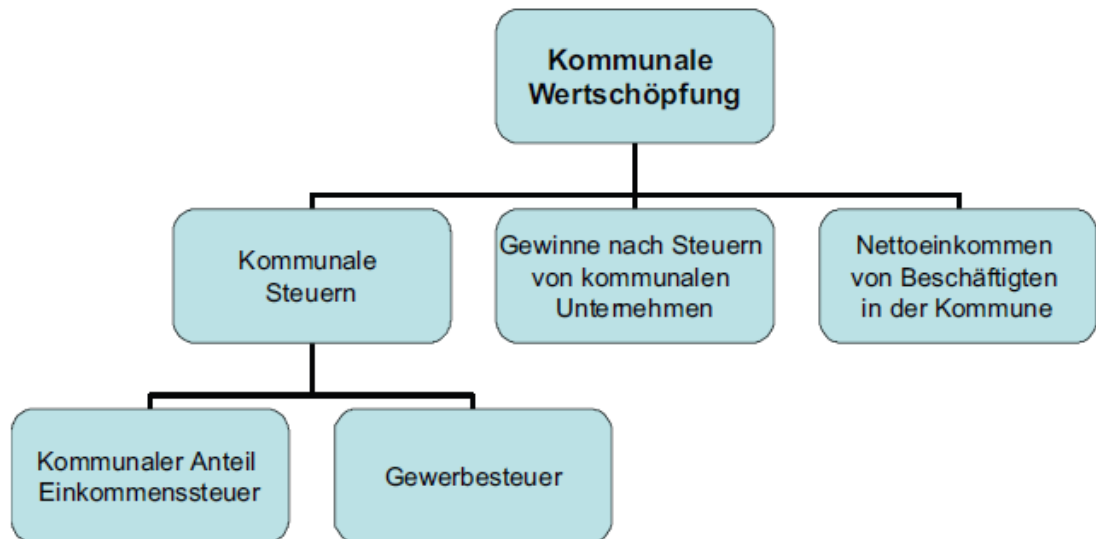 Kommunale
Wertschöpfung
Kommunale
Steuern
Gewinne nach Steuern
von kommunalen
Unternehmen
Nettoeinkommen
von Beschäftigten
in der Kommune
Kommunaler Anteil
Einkommenssteuer
Gewerbesteuer